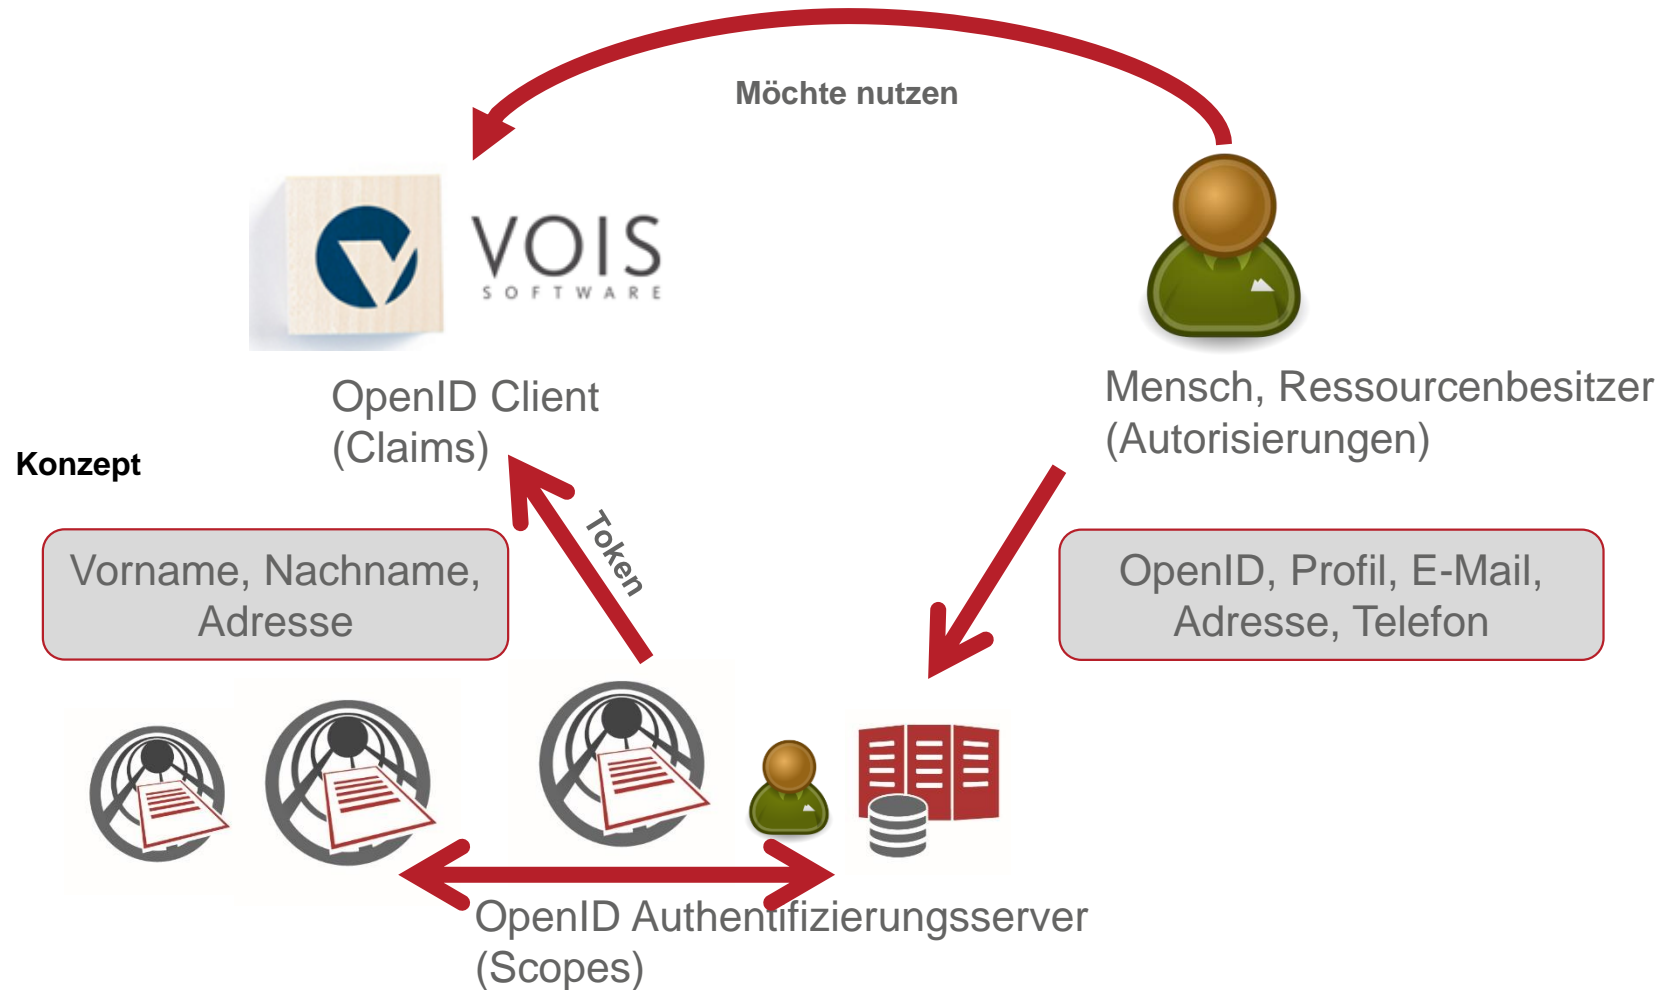 Möchte nutzen
VOIS
SOFTWARE
OpenID Client
(Claims)
Mensch, Ressourcenbesitzer
(Autorisierungen)
Konzept
Token
Vorname, Nachname,
Adresse
OpenID, Profil, E-Mail,
Adresse, Telefon
OpenID Authentifizierungsserver
(Scopes)